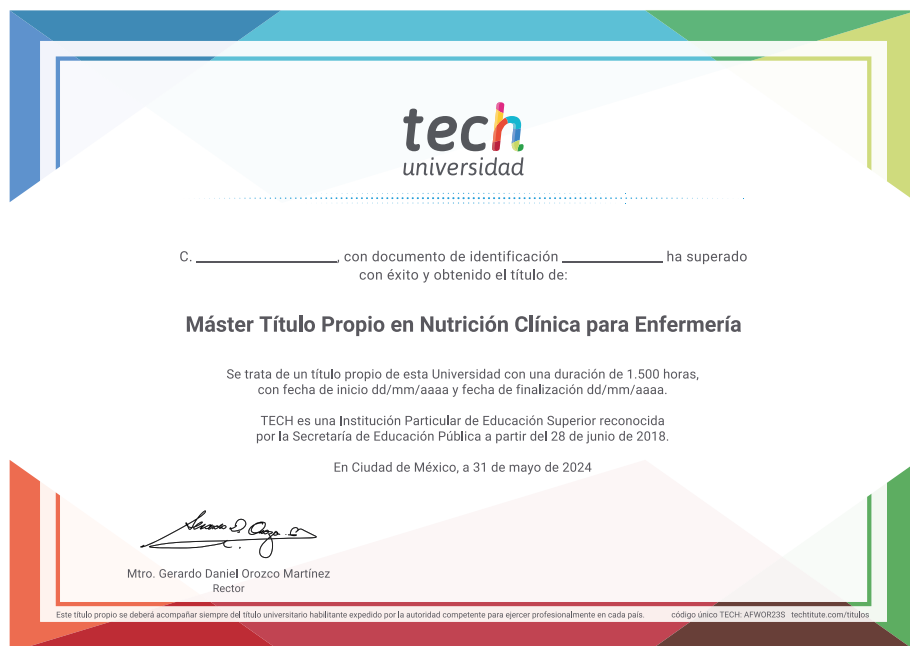 tech
universidad
C. ____________________, con documento de identificación ______________ ha superado
con éxito y obtenido el título de:
Máster Título Propio en Nutrición Clínica para Enfermería
Se trata de un título propio de esta Universidad con una duración de 1.500 horas,
con fecha de inicio dd/mm/aaaa y fecha de finalización dd/mm/aaaa.
TECH es una Institución Particular de Educación Superior reconocida
por la Secretaría de Educación Pública a partir del 28 de junio de 2018.
En Ciudad de México, a 31 de mayo de 2024
Mtro. Gerardo Daniel Orozco Martínez
Rector
Este título propio se deberá acompañar siempre del título universitario habilitante expedido por la autoridad competente para ejercer profesionalmente en cada país. código único TECH: AFWOR23S techtitute.com/titulos